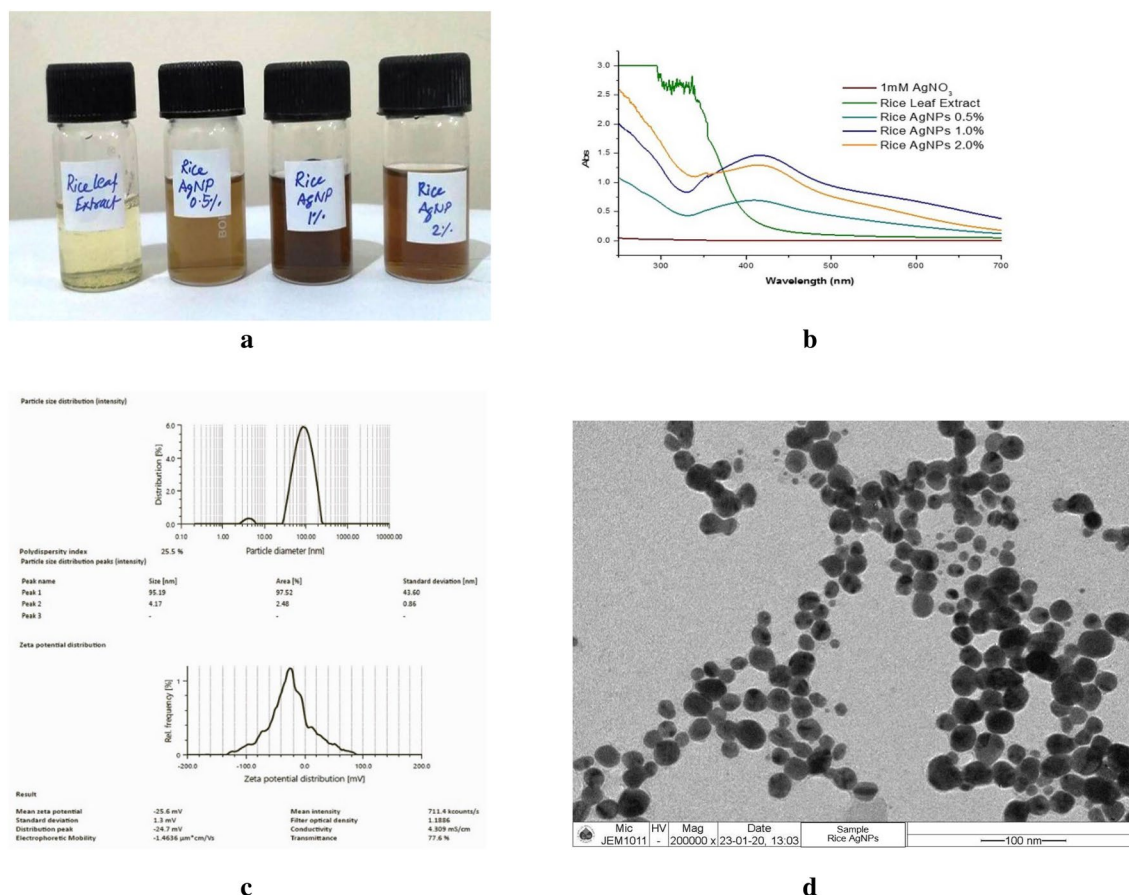 Rice leaf
Extract
Rice
AgNP
0.5%.
Rice
AgNP
1%
Rice
AgNP
2%.
a
1mM AgNO₃
Rice Leaf Extract
Rice AgNPs 0.5%
Rice AgNPs 1.0%
Rice AgNPs 2.0%
3.0
2.5
2.0
1.5
1.0
0.5
0.0
Abs
300 400 500 600 700
Wavelength (nm)
b
Particle size distribution (intensity)
6.0
4.0
2.0
0.0
Distribution [%]
0.10 1.00 10.00 100.00 1000.00 10000.00
Particle diameter [nm]
Polydispersity index 25.5 %
Particle size distribution peaks (intensity)
Peak name Size [nm] Area [%] Standard deviation [nm]
Peak 1 95.19 97.52 43.60
Peak 2 4.17 2.48 0.86
Peak 3 - - -
Zeta potential distribution
1
0
Rel. frequency [%]
-200.0 -100.0 0.0 100.0 200.0
Zeta potential distribution [mV]
Result
Mean zeta potential -25.6 mV Mean intensity 711.4 kcounts/s
Standard deviation 1.3 mV Filter optical density 1.1886
Distribution peak -24.7 mV Conductivity 4.309 mS/cm
Electrophoretic Mobility -1.4636 µm*cm/Vs Transmittance 77.6 %
c
Mic HV Mag Date Sample
JEM1011 - 200000 x 23-01-20, 13:03 Rice AgNPs
100 nm
d